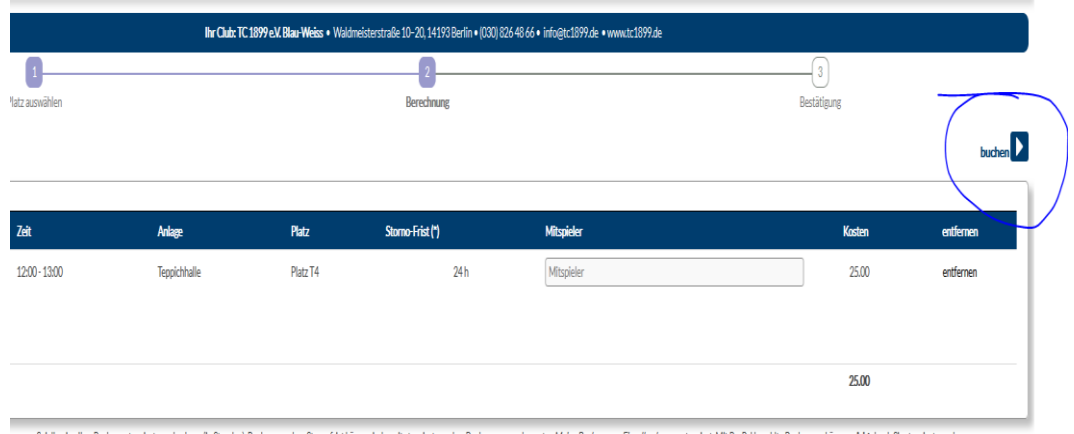 Ihr Club: TC 1899 e.V. Blau-Weiss • Waldmeisterstraße 10-20, 14193 Berlin • (030) 826 48 66 • info@tc1899.de • www.tc1899.de
1 2 3
Platz auswählen Berechnung Bestätigung
buchen
Zeit Anlage Platz Storno-Frist (*) Mitspieler Kosten entfernen
12:00 - 13:00 Teppichhalle Platz T4 24 h Mitspieler 25.00 entfernen
25.00